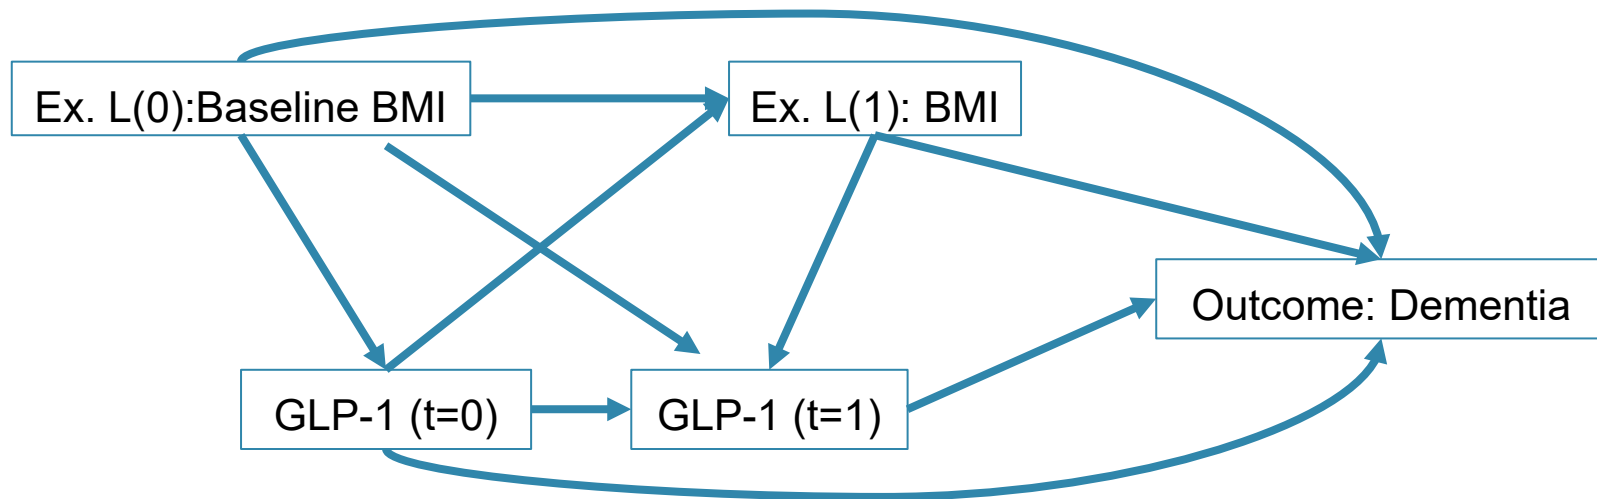 Ex. L(0):Baseline BMI
Ex. L(1): BMI
Outcome: Dementia
GLP-1 (t=0)
GLP-1 (t=1)